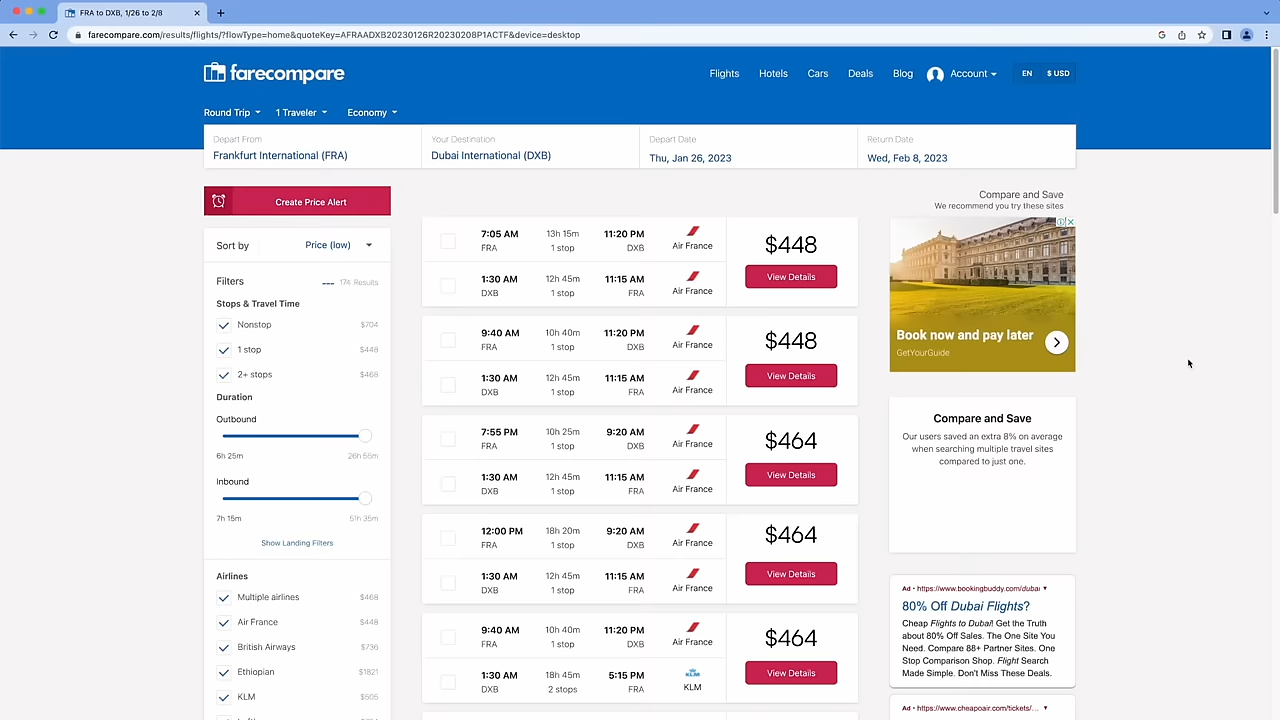 FRA to DXB, 1/26 to 2/8
farecompare.com/results/flights/?flowType=home&quoteKey=AFRAADXB20230126R20230208P1ACTF&device=desktop
farecompare
Flights Hotels Cars Deals Blog Account EN $ USD
Round Trip 1 Traveler Economy
Depart From
Frankfurt International (FRA)
Your Destination
Dubai International (DXB)
Depart Date
Thu, Jan 26, 2023
Return Date
Wed, Feb 8, 2023
Create Price Alert
Sort by Price (low)
Filters 174 Results
Stops & Travel Time
Nonstop $704
1 stop $448
2+ stops $468
Duration
Outbound
6h 25m 26h 55m
Inbound
7h 15m 51h 35m
Show Landing Filters
Airlines
Multiple airlines $468
Air France $448
British Airways $736
Ethiopian $1821
KLM $505
7:05 AM 13h 15m 11:20 PM
FRA 1 stop DXB Air France
1:30 AM 12h 45m 11:15 AM
DXB 1 stop FRA Air France
$448
View Details
9:40 AM 10h 40m 11:20 PM
FRA 1 stop DXB Air France
1:30 AM 12h 45m 11:15 AM
DXB 1 stop FRA Air France
$448
View Details
7:55 PM 10h 25m 9:20 AM
FRA 1 stop DXB Air France
1:30 AM 12h 45m 11:15 AM
DXB 1 stop FRA Air France
$464
View Details
12:00 PM 18h 20m 9:20 AM
FRA 1 stop DXB Air France
1:30 AM 12h 45m 11:15 AM
DXB 1 stop FRA Air France
$464
View Details
9:40 AM 10h 40m 11:20 PM
FRA 1 stop DXB Air France
1:30 AM 18h 45m 5:15 PM
DXB 2 stops FRA KLM
$464
View Details
Compare and Save
We recommend you try these sites
Book now and pay later
GetYourGuide
Compare and Save
Our users saved an extra 8% on average
when searching multiple travel sites
compared to just one.
Ad • https://www.bookingbuddy.com/dubai
80% Off Dubai Flights?
Cheap Flights to Dubai! Get the Truth
about 80% Off Sales. The One Site You
Need. Compare 88+ Partner Sites. One
Stop Comparison Shop. Flight Search
Made Simple. Don't Miss These Deals.
Ad • https://www.cheapoair.com/tickets/...